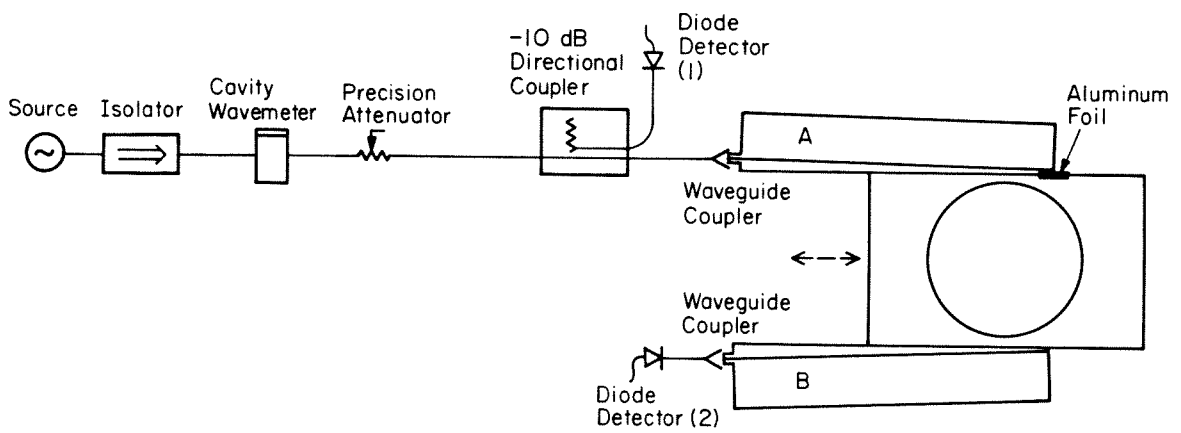 Source
Isolator
Cavity
Wavemeter
Precision
Attenuator
-10 dB
Directional
Coupler
Diode
Detector
(1)
A
Aluminum
Foil
Waveguide
Coupler
Waveguide
Coupler
B
Diode
Detector (2)